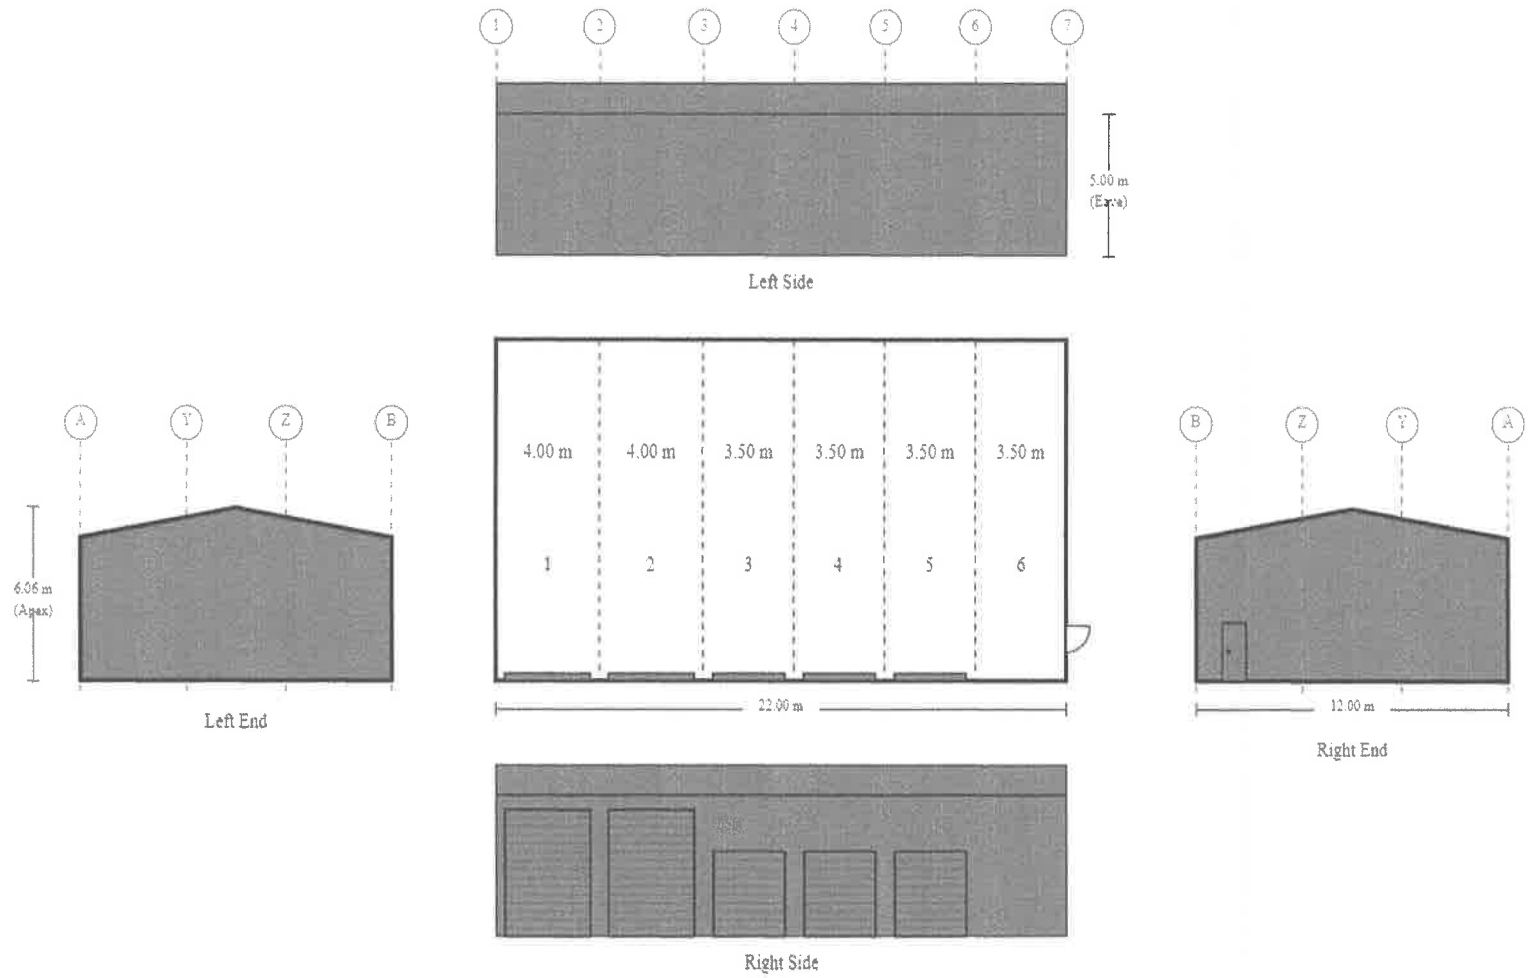 1 2 3 4 5 6 7
5.00 m
(Eave)
Left Side
A Y Z B
B Z Y A
4.00 m 4.00 m 3.50 m 3.50 m 3.50 m 3.50 m
1 2 3 4 5 6
6.06 m
(Apex)
22.00 m
12.00 m
Left End
Right End
Right Side